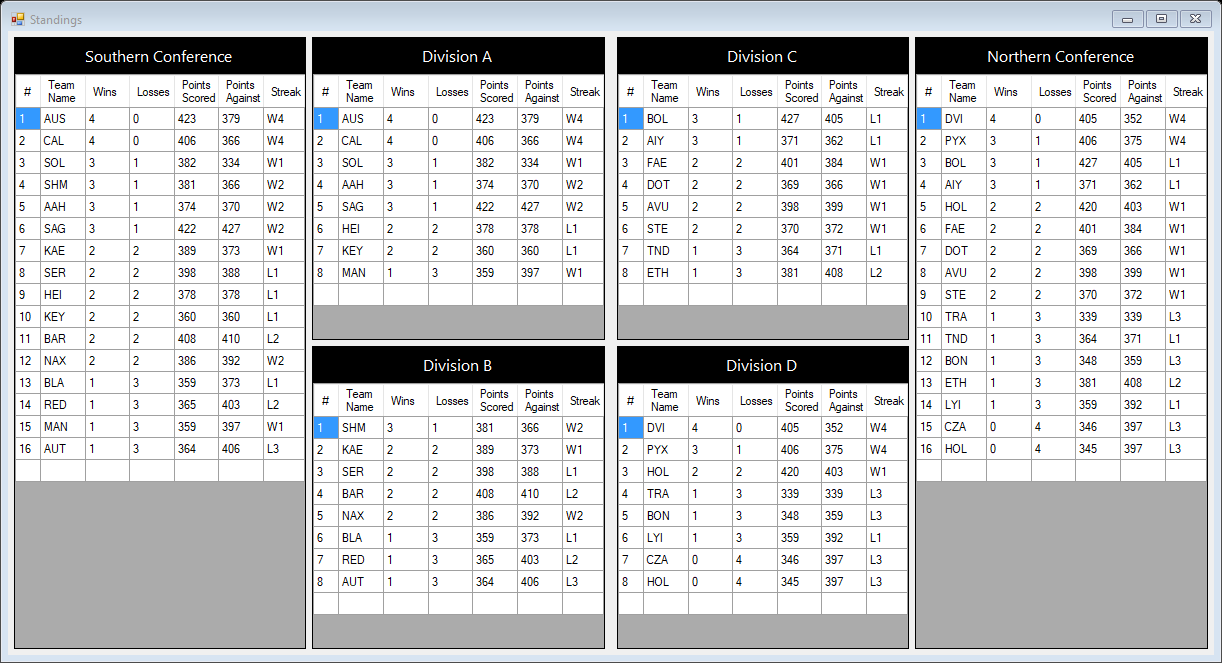 Standings
Southern Conference
# Team Name Wins Losses Points Scored Points Against Streak
1 AUS 4 0 423 379 W4
2 CAL 4 0 406 366 W4
3 SOL 3 1 382 334 W1
4 SHM 3 1 381 366 W2
5 AAH 3 1 374 370 W2
6 SAG 3 1 422 427 W2
7 KAE 2 2 389 373 W1
8 SER 2 2 398 388 L1
9 HEI 2 2 378 378 L1
10 KEY 2 2 360 360 L1
11 BAR 2 2 408 410 L2
12 NAX 2 2 386 392 W2
13 BLA 1 3 359 373 L1
14 RED 1 3 365 403 L2
15 MAN 1 3 359 397 W1
16 AUT 1 3 364 406 L3
Division A
# Team Name Wins Losses Points Scored Points Against Streak
1 AUS 4 0 423 379 W4
2 CAL 4 0 406 366 W4
3 SOL 3 1 382 334 W1
4 AAH 3 1 374 370 W2
5 SAG 3 1 422 427 W2
6 HEI 2 2 378 378 L1
7 KEY 2 2 360 360 L1
8 MAN 1 3 359 397 W1
Division B
# Team Name Wins Losses Points Scored Points Against Streak
1 SHM 3 1 381 366 W2
2 KAE 2 2 389 373 W1
3 SER 2 2 398 388 L1
4 BAR 2 2 408 410 L2
5 NAX 2 2 386 392 W2
6 BLA 1 3 359 373 L1
7 RED 1 3 365 403 L2
8 AUT 1 3 364 406 L3
Division C
# Team Name Wins Losses Points Scored Points Against Streak
1 BOL 3 1 427 405 L1
2 AIY 3 1 371 362 L1
3 FAE 2 2 401 384 W1
4 DOT 2 2 369 366 W1
5 AVU 2 2 398 399 W1
6 STE 2 2 370 372 W1
7 TND 1 3 364 371 L1
8 ETH 1 3 381 408 L2
Division D
# Team Name Wins Losses Points Scored Points Against Streak
1 DVI 4 0 405 352 W4
2 PYX 3 1 406 375 W4
3 HOL 2 2 420 403 W1
4 TRA 1 3 339 339 L3
5 BON 1 3 348 359 L3
6 LYI 1 3 359 392 L1
7 CZA 0 4 346 397 L3
8 HOL 0 4 345 397 L3
Northern Conference
# Team Name Wins Losses Points Scored Points Against Streak
1 DVI 4 0 405 352 W4
2 PYX 3 1 406 375 W4
3 BOL 3 1 427 405 L1
4 AIY 3 1 371 362 L1
5 HOL 2 2 420 403 W1
6 FAE 2 2 401 384 W1
7 DOT 2 2 369 366 W1
8 AVU 2 2 398 399 W1
9 STE 2 2 370 372 W1
10 TRA 1 3 339 339 L3
11 TND 1 3 364 371 L1
12 BON 1 3 348 359 L3
13 ETH 1 3 381 408 L2
14 LYI 1 3 359 392 L1
15 CZA 0 4 346 397 L3
16 HOL 0 4 345 397 L3